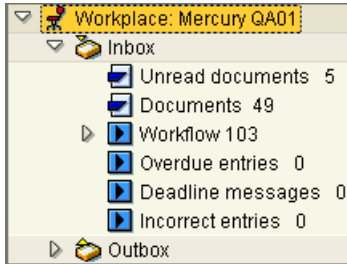 Workplace: Mercury QA01
Inbox
Unread documents 5
Documents 49
Workflow 103
Overdue entries 0
Deadline messages 0
Incorrect entries 0
Outbox